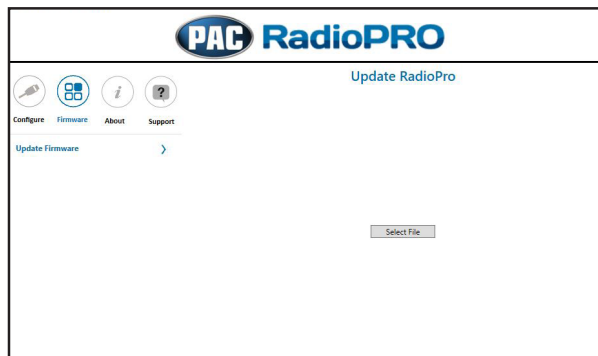 PAC RadioPRO
Update RadioPro
?
Configure Firmware About Support
Update Firmware
Select File